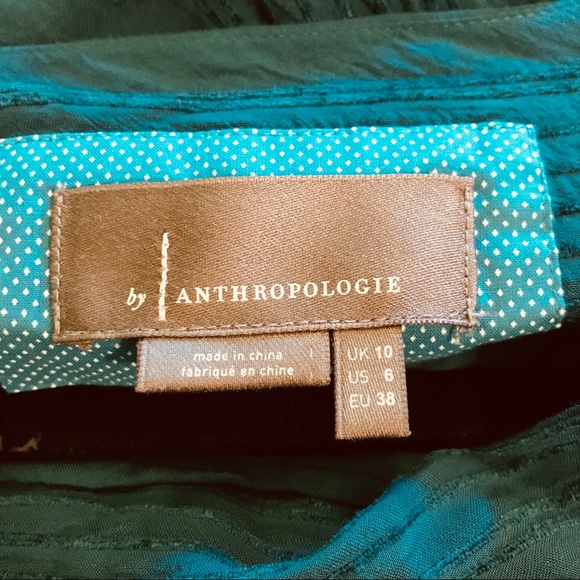 by ANTHROPOLOGIE
made in china
fabriqué en chine
UK 10
US 6
EU 38